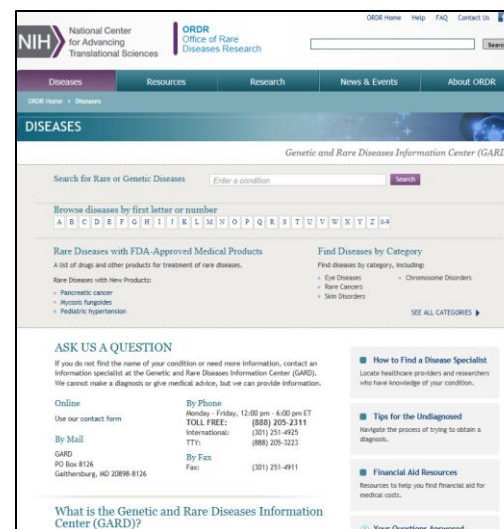 ORDR Home Help FAQ Contact Us
NIH National Center
for Advancing
Translational Sciences
ORDR
Office of Rare
Diseases Research
Diseases Resources Research News & Events About ORDR
ORDR Home > Diseases
DISEASES
Genetic and Rare Diseases Information Center (GARD
Search for Rare or Genetic Diseases Enter a condition Search
Browse diseases by first letter or number
A B C D E F G H I J K L M N O P Q R S T U V W X Y Z 0-9
Rare Diseases with FDA-Approved Medical Products
A list of drugs and other products for treatment of rare diseases.
Rare Diseases with New Products:
Pancreatic cancer
Mycosis fungoides
Pediatric hypertension
Find Diseases by Category
Find diseases by category, including:
Eye Diseases
Rare Cancers
Skin Disorders
Chromosome Disorders
SEE ALL CATEGORIES
ASK US A QUESTION
If you do not find the name of your condition or need more information, contact an
information specialist at the Genetic and Rare Diseases Information Center (GARD).
We cannot make a diagnosis or give medical advice, but we can provide information.
Online
Use our contact form
By Mail
GARD
PO Box 8126
Gaithersburg, MD 20898-8126
By Phone
Monday - Friday, 12:00 pm - 6:00 pm ET
TOLL FREE: (888) 205-2311
International: (301) 251-4925
TTY: (888) 205-3223
By Fax
Fax: (301) 251-4911
What is the Genetic and Rare Diseases Information
Center (GARD)?
How to Find a Disease Specialist
Locate healthcare providers and researchers
who have knowledge of your condition.
Tips for the Undiagnosed
Navigate the process of trying to obtain a
diagnosis.
Financial Aid Resources
Resources to help you find financial aid for
medical costs.
Your Questions Answered